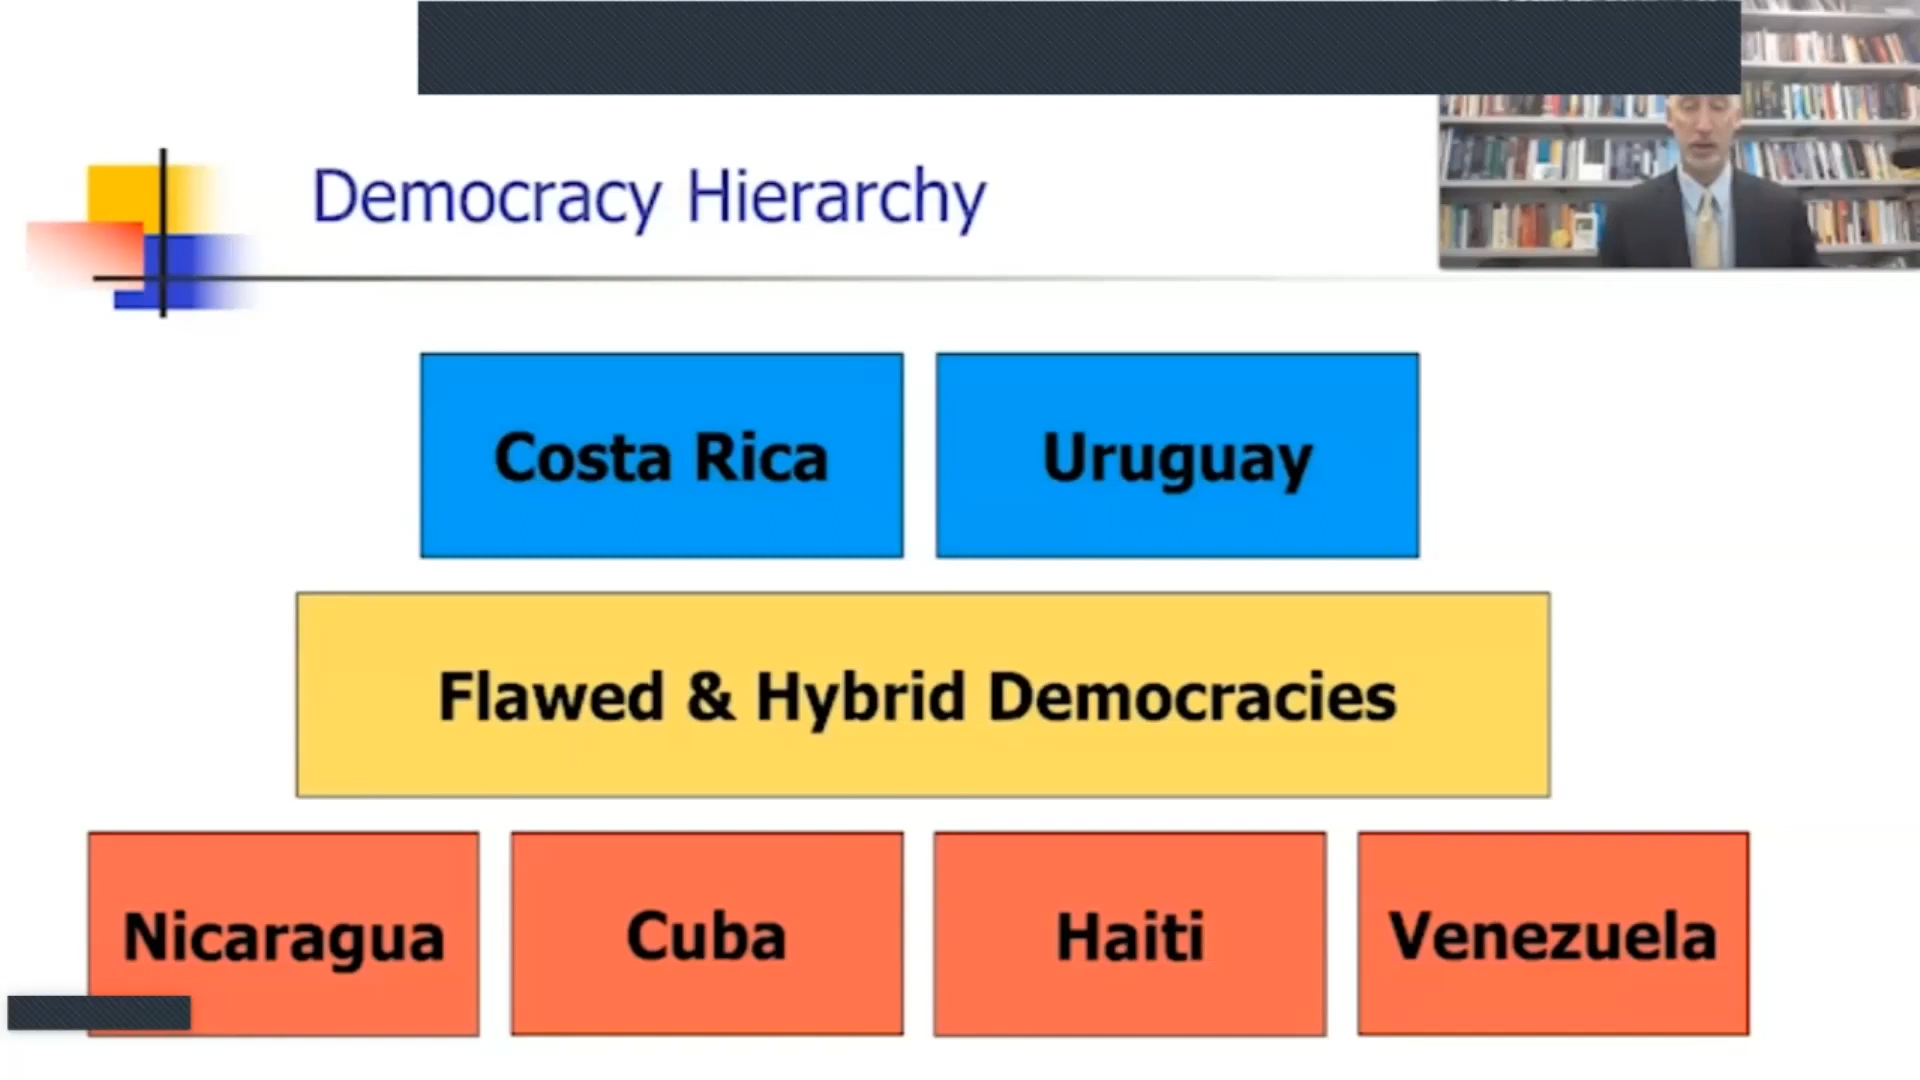 Democracy Hierarchy
Costa Rica
Uruguay
Flawed & Hybrid Democracies
Nicaragua
Cuba
Haiti
Venezuela